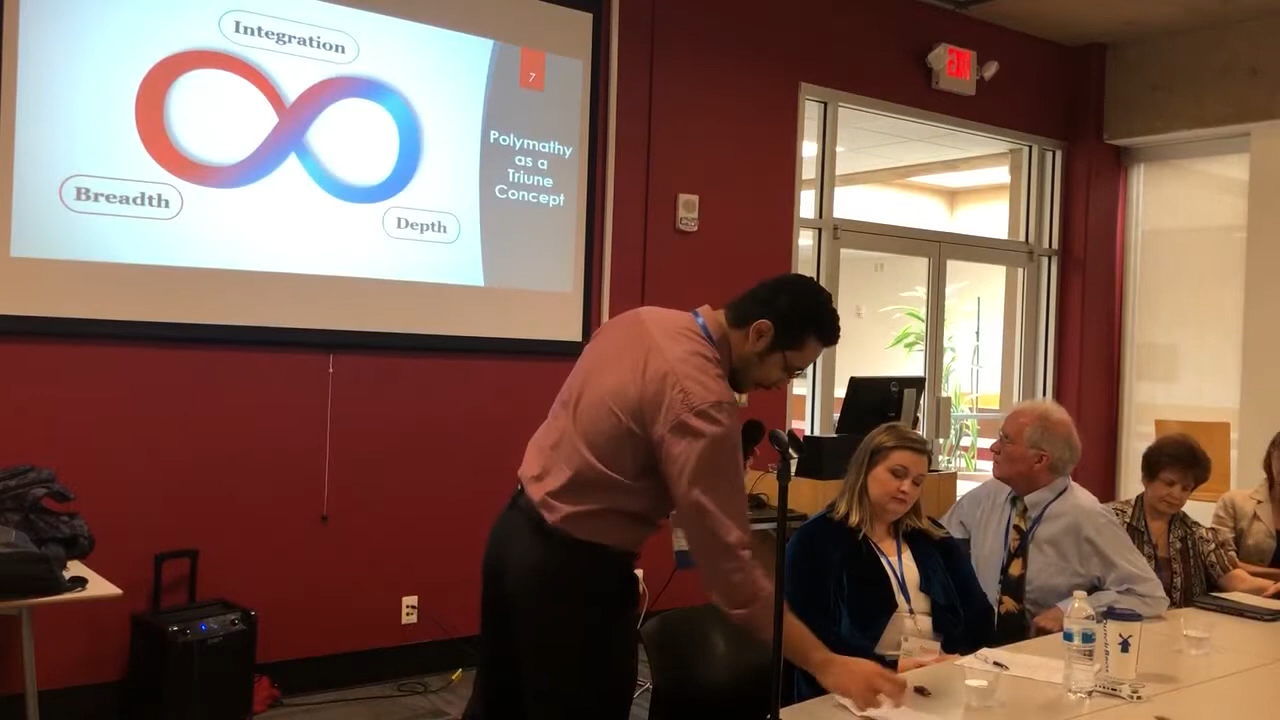 Integration
7
Polymathy
as a
Triune
Concept
Breadth
Depth
EXIT